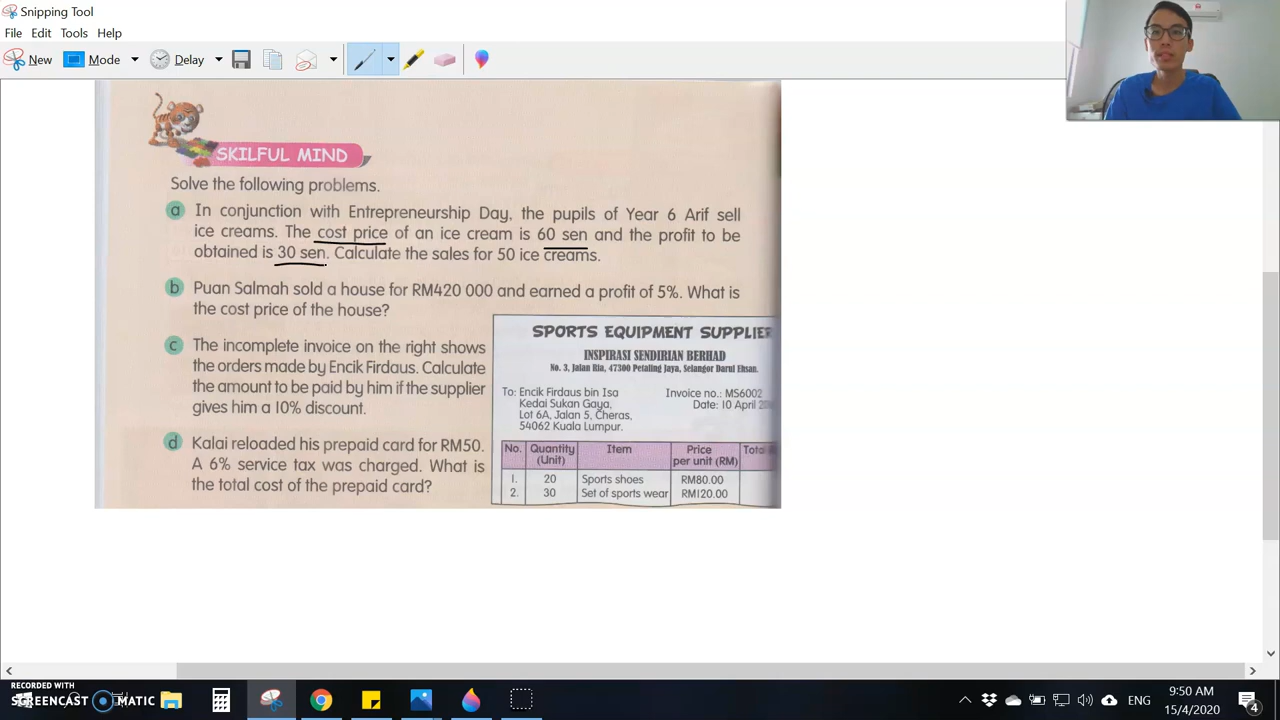 Snipping Tool
File Edit Tools Help
New Mode Delay
SKILFUL MIND
Solve the following problems.
a In conjunction with Entrepreneurship Day, the pupils of Year 6 Arif sell
ice creams. The cost price of an ice cream is 60 sen and the profit to be
obtained is 30 sen. Calculate the sales for 50 ice creams.
b Puan Salmah sold a house for RM420 000 and earned a profit of 5%. What is
the cost price of the house?
c The incomplete invoice on the right shows
the orders made by Encik Firdaus. Calculate
the amount to be paid by him if the supplier
gives him a 10% discount.
d Kalai reloaded his prepaid card for RM50.
A 6% service tax was charged. What is
the total cost of the prepaid card?
SPORTS EQUIPMENT SUPPLIER
INSPIRASI SENDIRIAN BERHAD
No. 3, Jalan Ria, 47300 Petaling Jaya, Selangor Darul Ehsan.
To: Encik Firdaus bin Isa Invoice no.: MS6002
Kedai Sukan Gaya, Date: 10 April
Lot 6A, Jalan 5, Cheras,
54062 Kuala Lumpur.
No. Quantity Item Price Total
(Unit) per unit (RM)
1. 20 Sports shoes RM80.00
2. 30 Set of sports wear RM120.00
RECORDED WITH
SCREENCAST MATIC
ENG
9:50 AM
15/4/2020
4